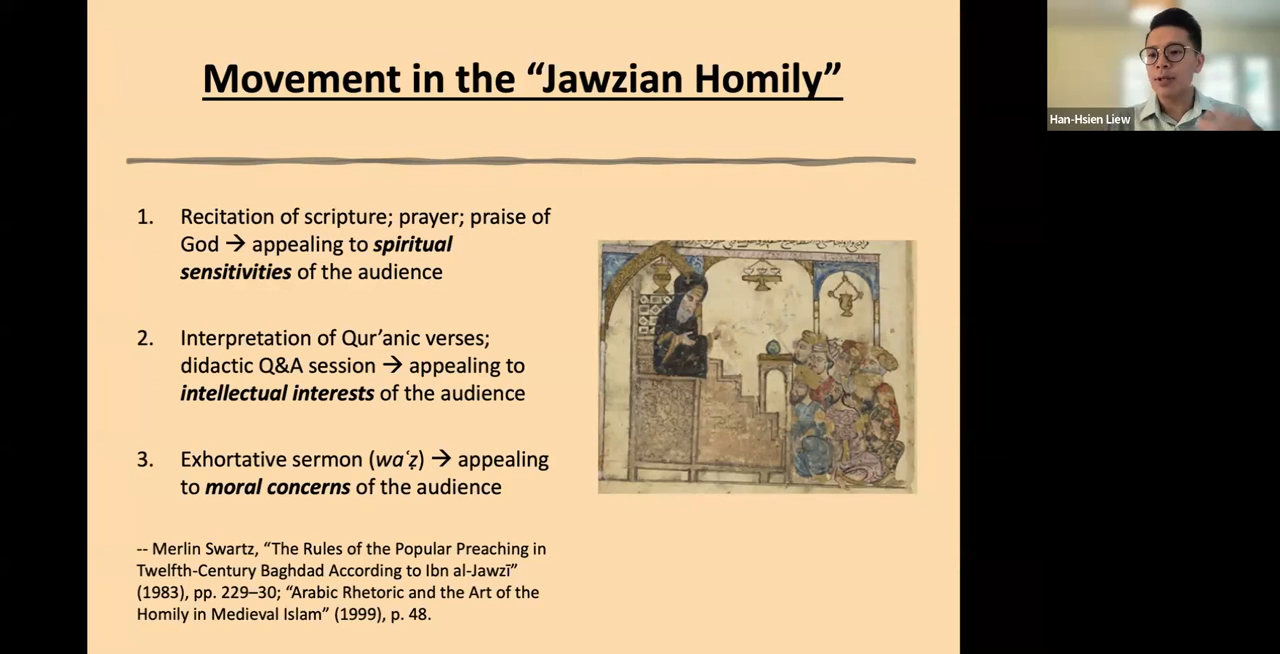 Movement in the “Jawzian Homily”
Han-Hsien Liew
1. Recitation of scripture; prayer; praise of
God → appealing to spiritual
sensitivities of the audience
2. Interpretation of Qur’anic verses;
didactic Q&A session → appealing to
intellectual interests of the audience
3. Exhortative sermon (waʿẓ) → appealing
to moral concerns of the audience
-- Merlin Swartz, “The Rules of the Popular Preaching in
Twelfth-Century Baghdad According to Ibn al-Jawzī”
(1983), pp. 229–30; “Arabic Rhetoric and the Art of the
Homily in Medieval Islam” (1999), p. 48.